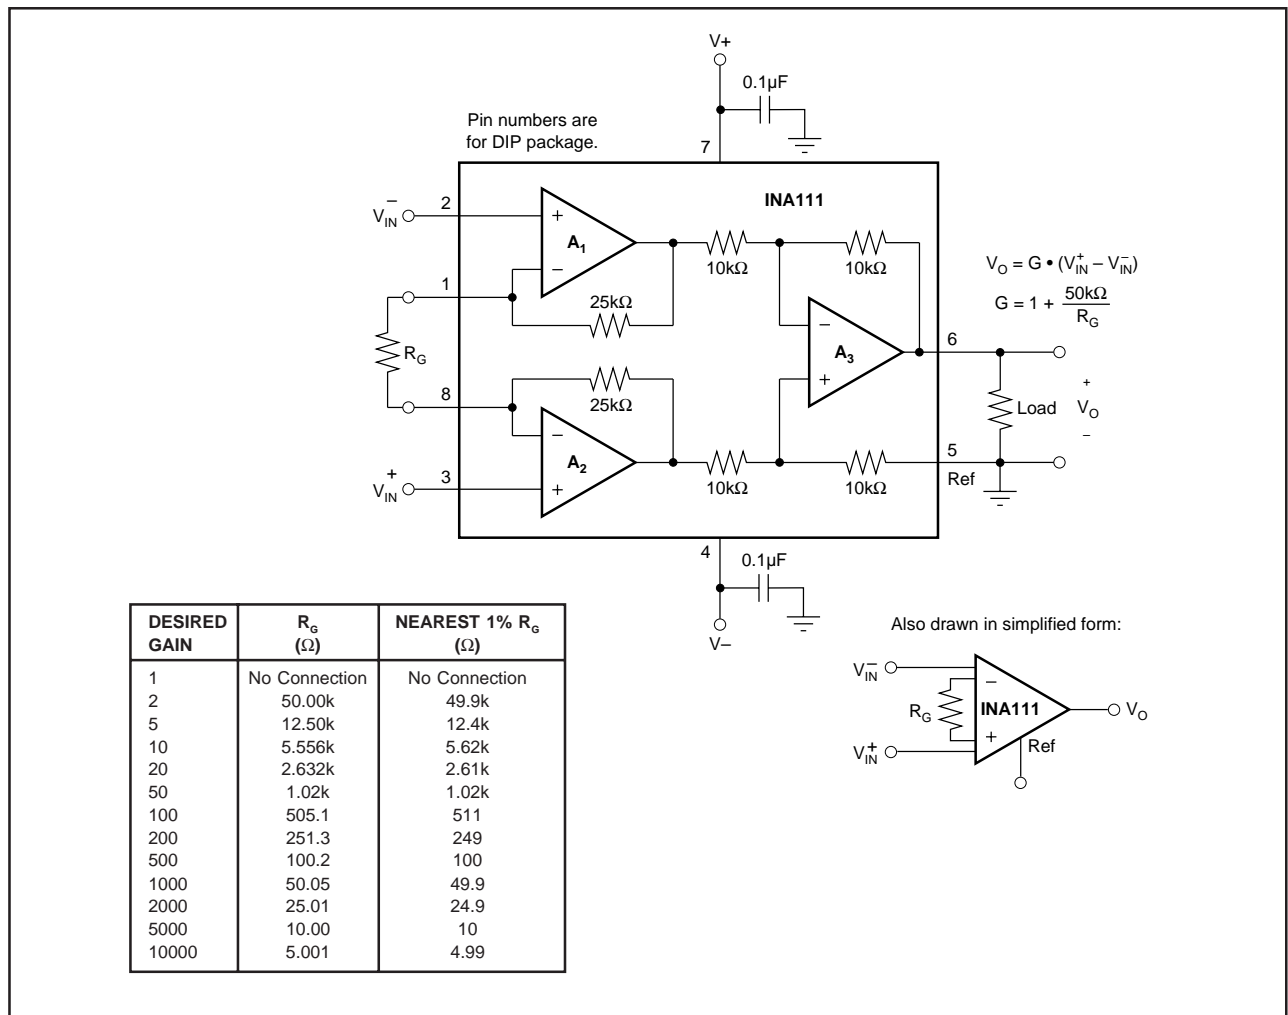 V+
0.1µF
Pin numbers are
for DIP package.
7
INA111
V⁻IN
2
+
A1
−
10kΩ
10kΩ
VO = G • (V⁺IN – V⁻IN)
G = 1 + 50kΩ / RG
1
25kΩ
RG
−
A3
+
6
8
25kΩ
Load
+
VO
–
−
A2
+
V⁺IN
3
10kΩ
10kΩ
5
Ref
4
0.1µF
V–
DESIRED GAIN | RG (Ω) | NEAREST 1% RG (Ω)
1 No Connection No Connection
2 50.00k 49.9k
5 12.50k 12.4k
10 5.556k 5.62k
20 2.632k 2.61k
50 1.02k 1.02k
100 505.1 511
200 251.3 249
500 100.2 100
1000 50.05 49.9
2000 25.01 24.9
5000 10.00 10
10000 5.001 4.99
Also drawn in simplified form:
V⁻IN
−
RG
INA111
VO
+
V⁺IN
Ref